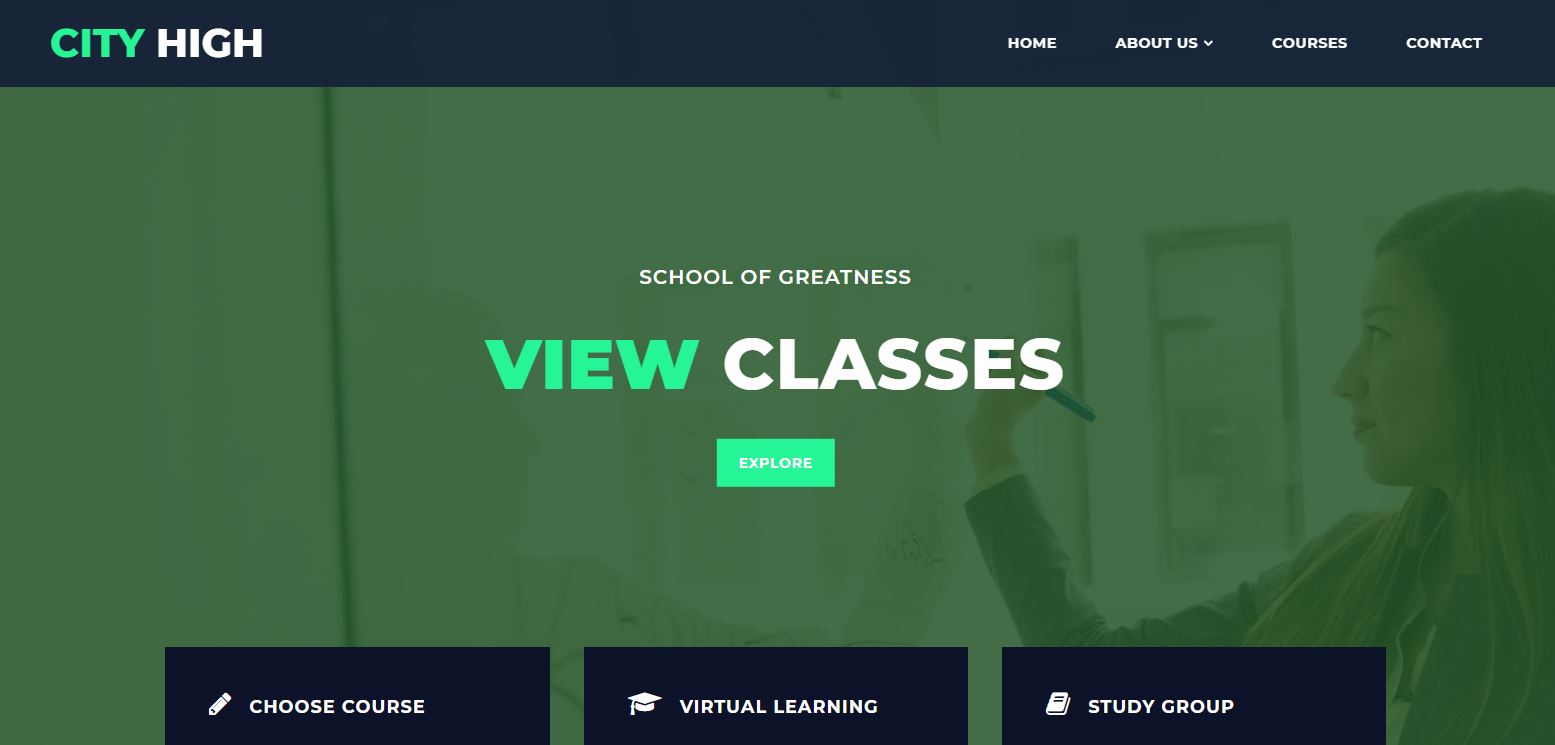 CITY HIGH
HOME
ABOUT US
COURSES
CONTACT
SCHOOL OF GREATNESS
VIEW CLASSES
EXPLORE
CHOOSE COURSE
VIRTUAL LEARNING
STUDY GROUP